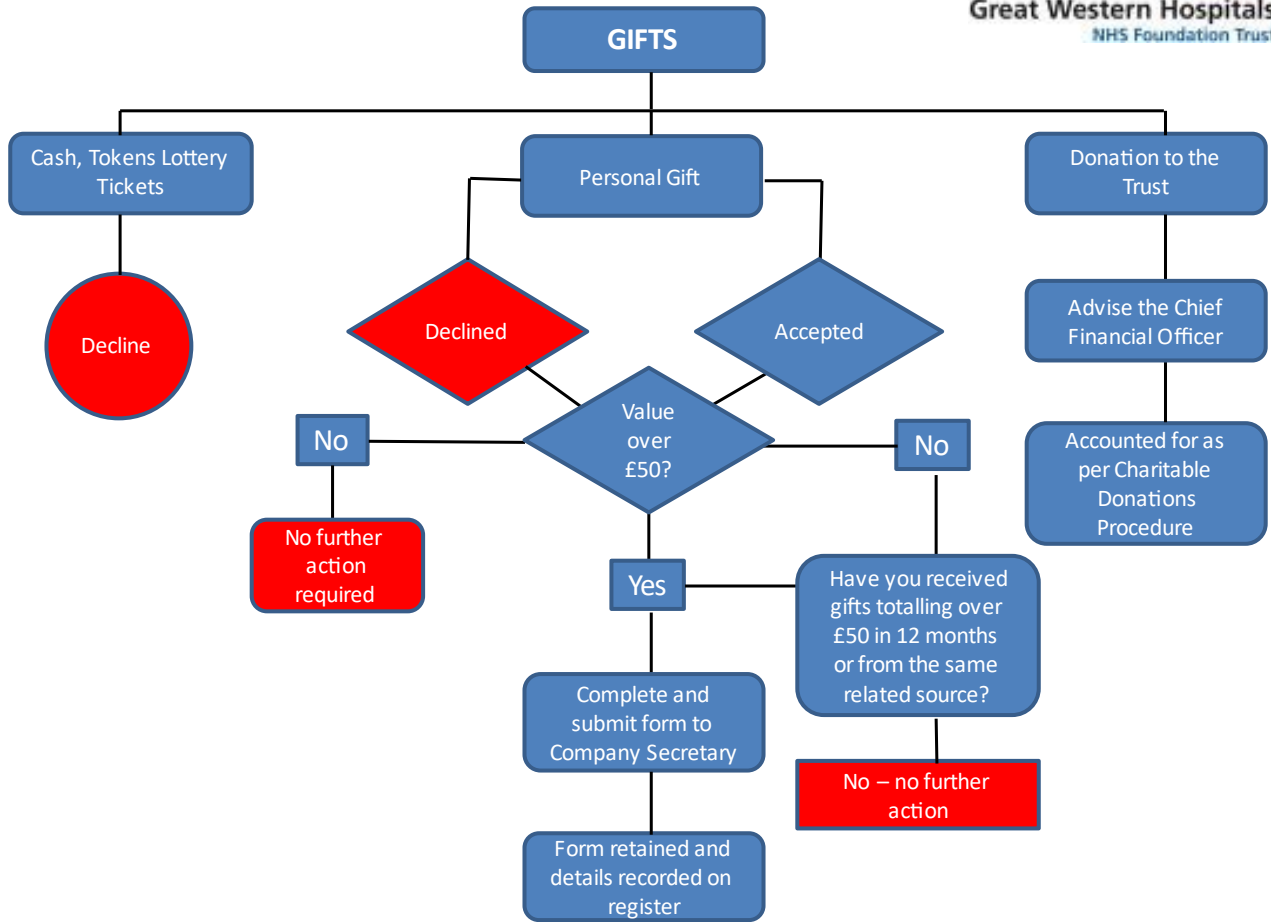 Great Western Hospitals
NHS Foundation Trust
GIFTS
Cash, Tokens Lottery
Tickets
Personal Gift
Donation to the
Trust
Decline
Declined
Accepted
Advise the Chief
Financial Officer
Value
over
£50?
No
No
Accounted for as
per Charitable
Donations
Procedure
No further
action
required
Yes
Have you received
gifts totalling over
£50 in 12 months
or from the same
related source?
Complete and
submit form to
Company Secretary
No – no further
action
Form retained and
details recorded on
register